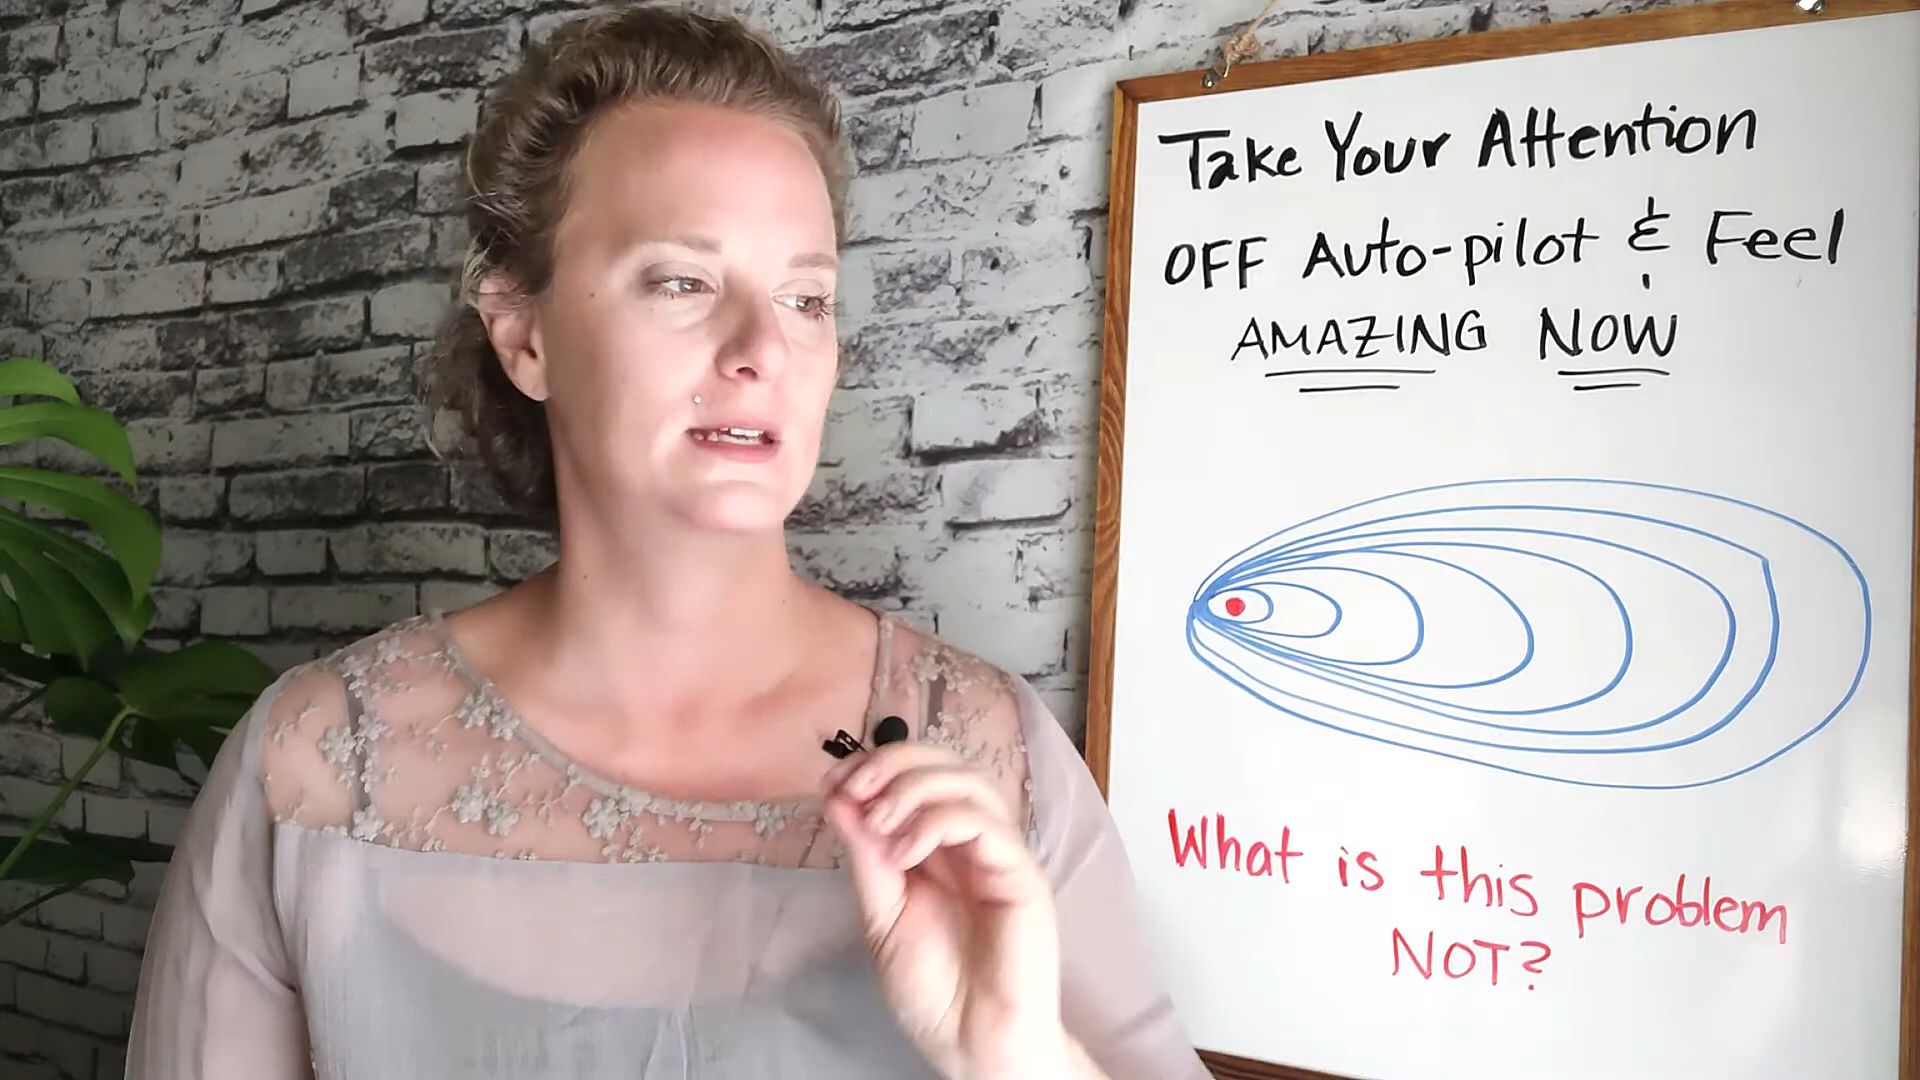 Take Your Attention
OFF Auto-pilot & Feel
AMAZING NOW
What is this problem
NOT?